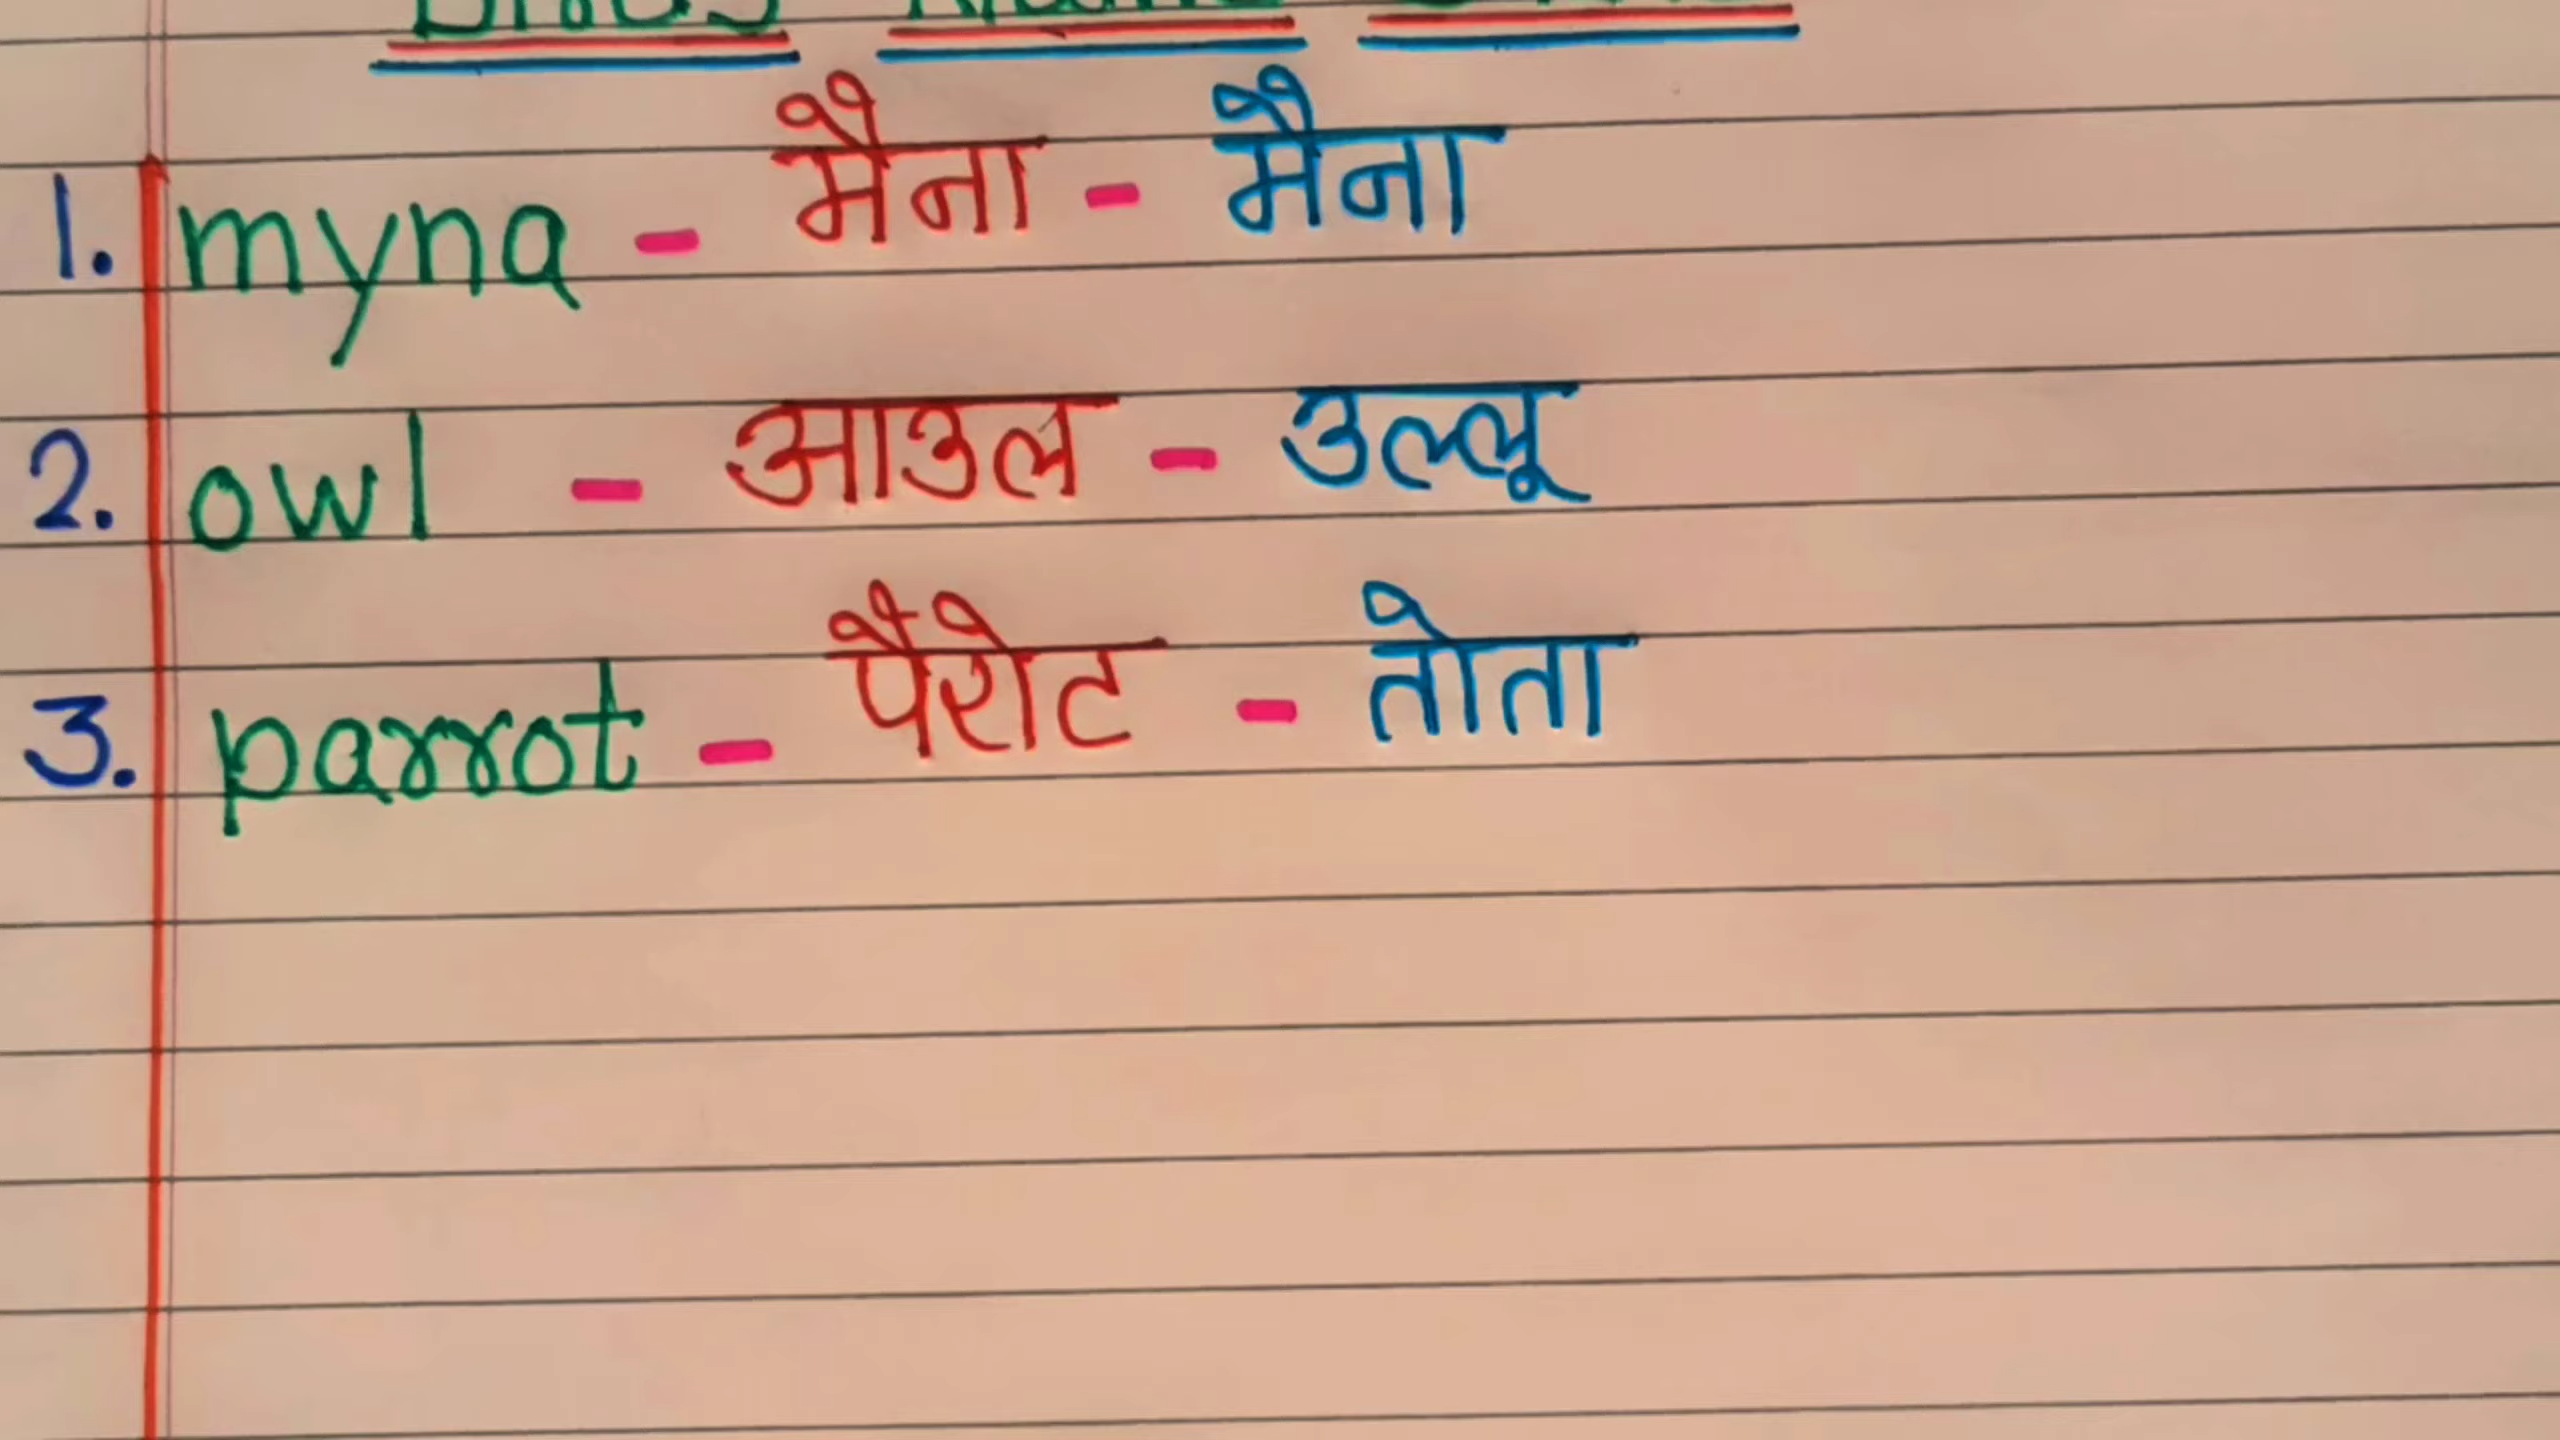 1. myna - मैना - मैना
2. owl - आउल - उल्लू
3. parrot - पैरोट - तोता